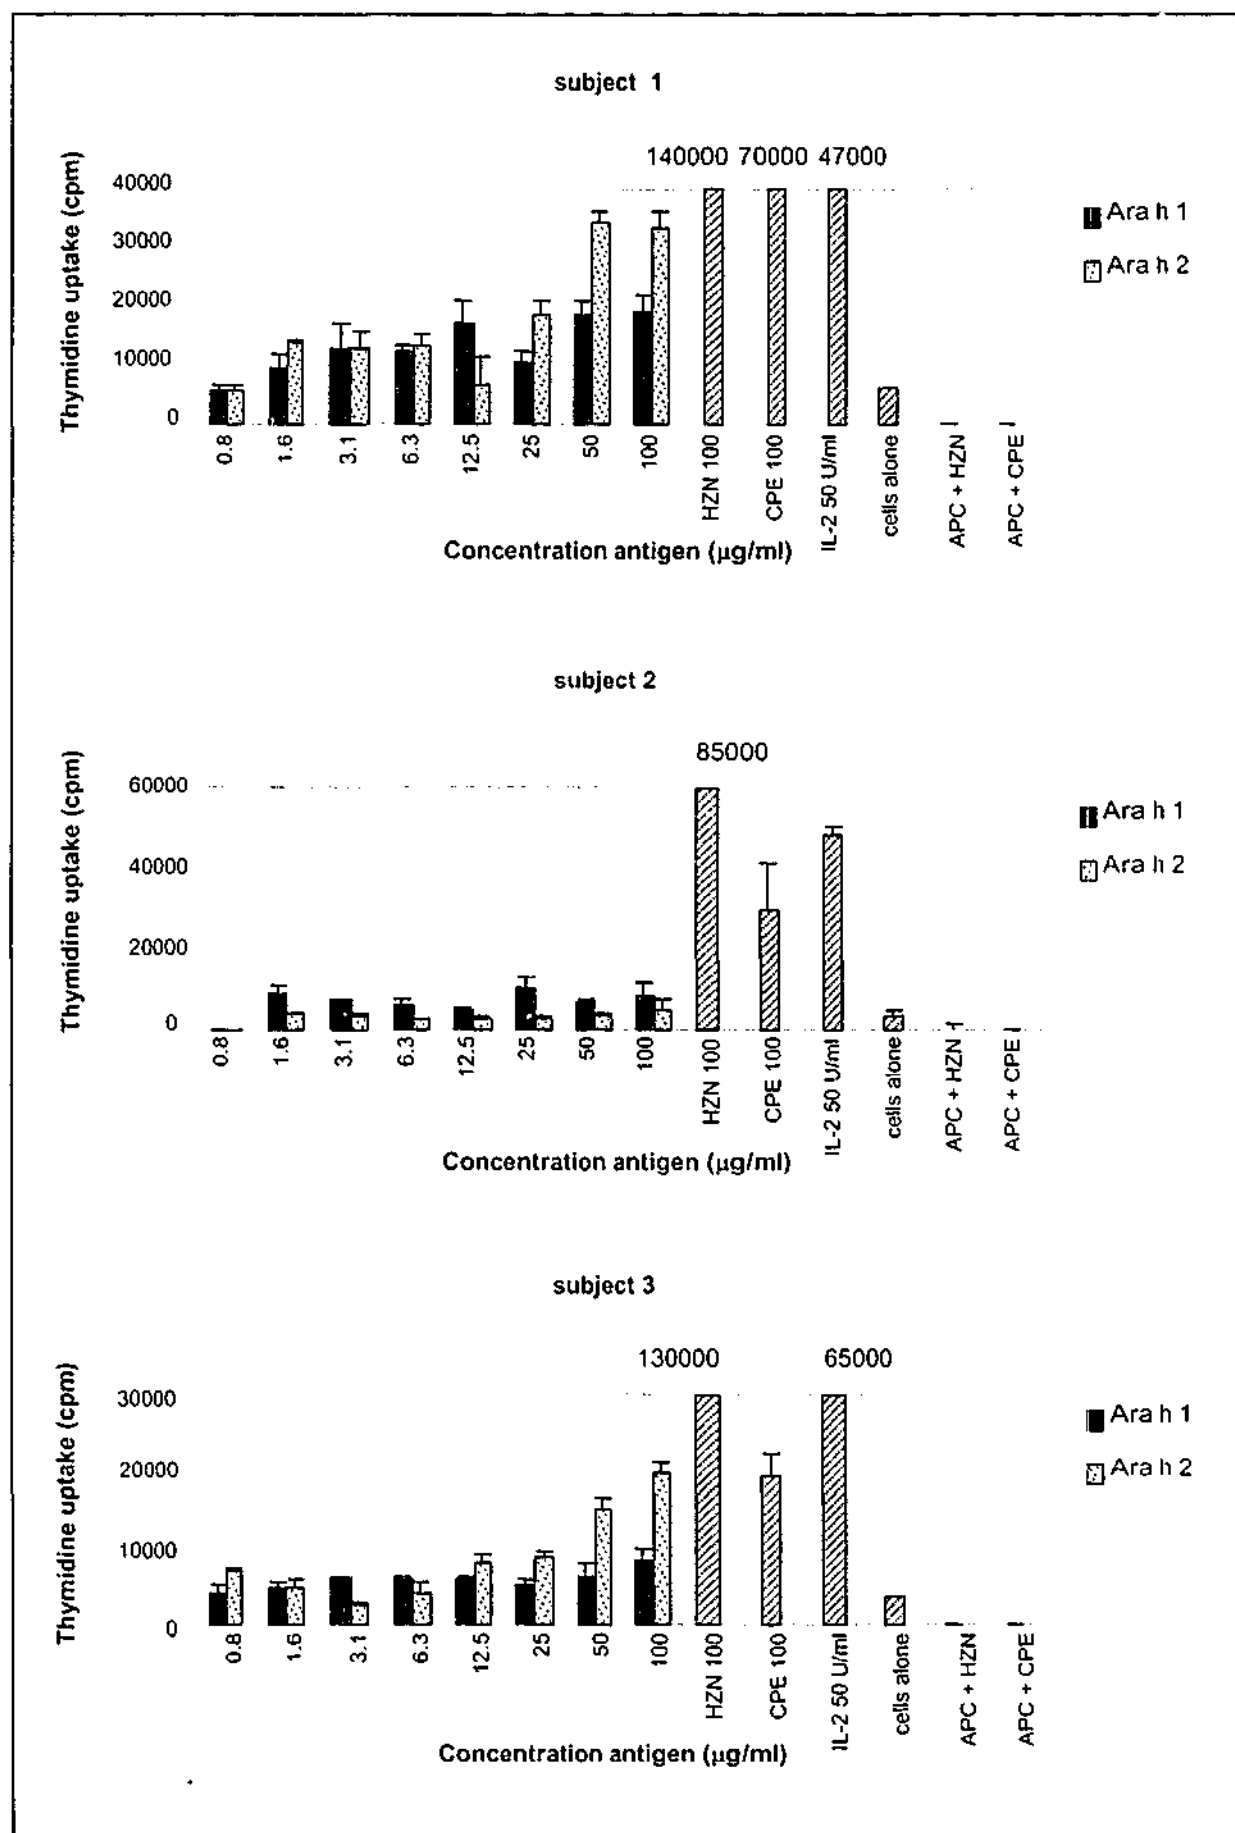 subject 1
140000 70000 47000
Thymidine uptake (cpm)
40000
30000
20000
10000
0
Ara h 1
Ara h 2
0.8
1.6
3.1
6.3
12.5
25
50
100
HZN 100
CPE 100
IL-2 50 U/ml
cells alone
APC + HZN
APC + CPE
Concentration antigen (µg/ml)
subject 2
85000
Thymidine uptake (cpm)
60000
40000
20000
0
Ara h 1
Ara h 2
0.8
1.6
3.1
6.3
12.5
25
50
100
HZN 100
CPE 100
IL-2 50 U/ml
cells alone
APC + HZN
APC + CPE
Concentration antigen (µg/ml)
subject 3
130000 65000
Thymidine uptake (cpm)
30000
20000
10000
0
Ara h 1
Ara h 2
0.8
1.6
3.1
6.3
12.5
25
50
100
HZN 100
CPE 100
IL-2 50 U/ml
cells alone
APC + HZN
APC + CPE
Concentration antigen (µg/ml)